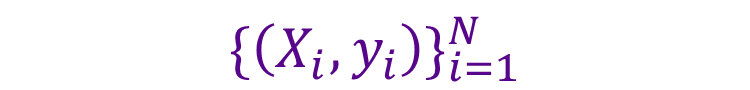 {(X_i, y_i)}_{i=1}^N